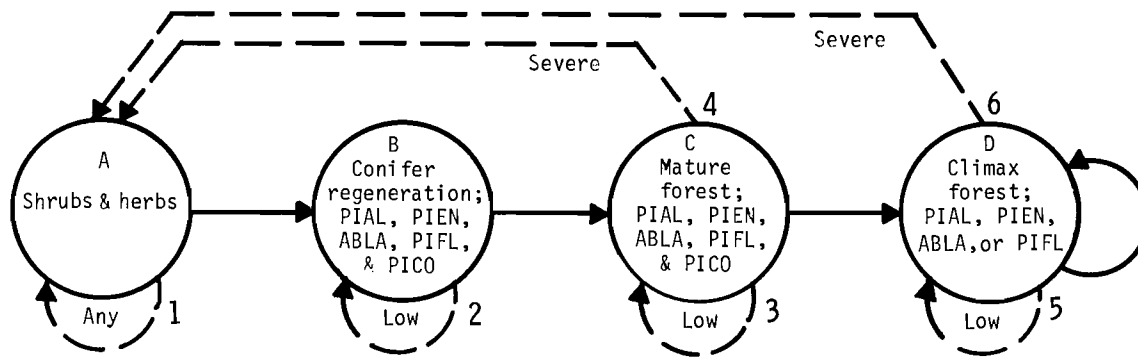 Severe
Severe
4
6
A
Shrubs & herbs
B
Conifer
regeneration;
PIAL, PIEN,
ABLA, PIFL,
& PICO
C
Mature
forest;
PIAL, PIEN,
ABLA, PIFL,
& PICO
D
Climax
forest;
PIAL, PIEN,
ABLA, or PIFL
Any
1
Low
2
Low
3
Low
5